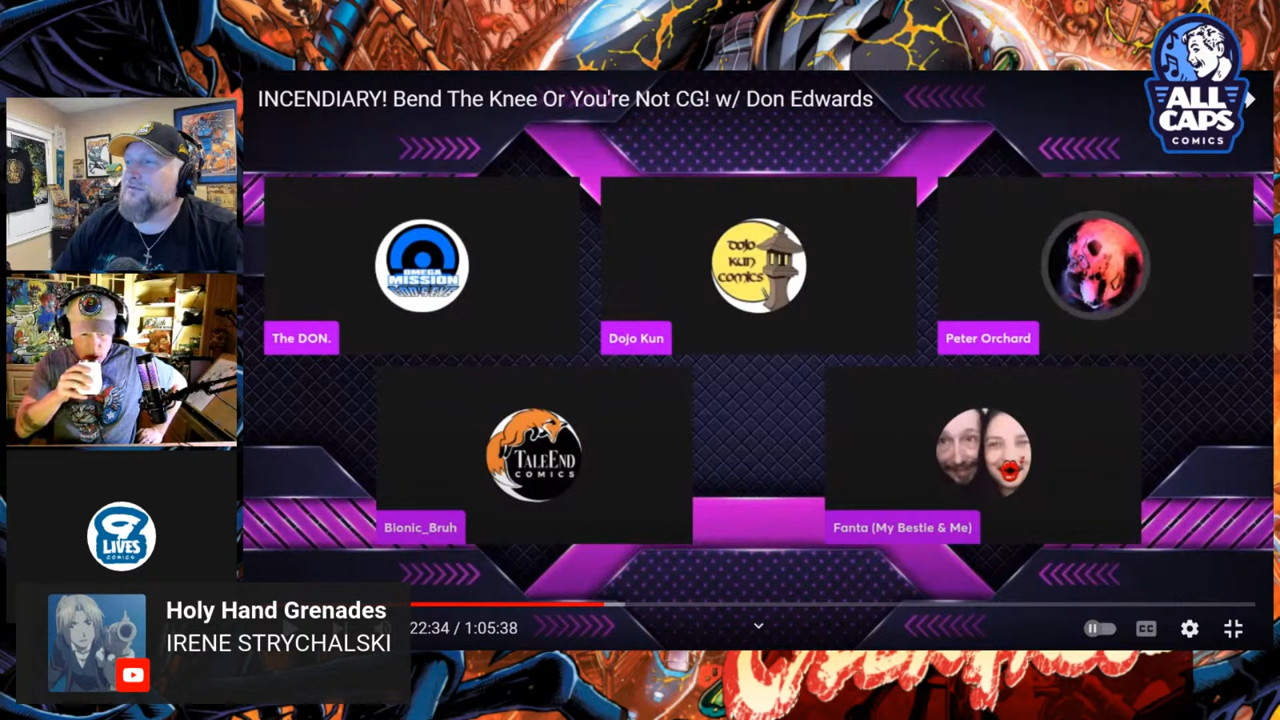 INCENDIARY! Bend The Knee Or You're Not CG! w/ Don Edwards
ALL
CAPS
COMICS
OMEGA
MISSION
DOJO
KUN
COMICS
The DON.
Dojo Kun
Peter Orchard
TALEEND
COMICS
Bionic_Bruh
Fanta (My Bestie & Me)
9
LIVES
COMICS
Holy Hand Grenades
IRENE STRYCHALSKI
22:34 / 1:05:38
CC